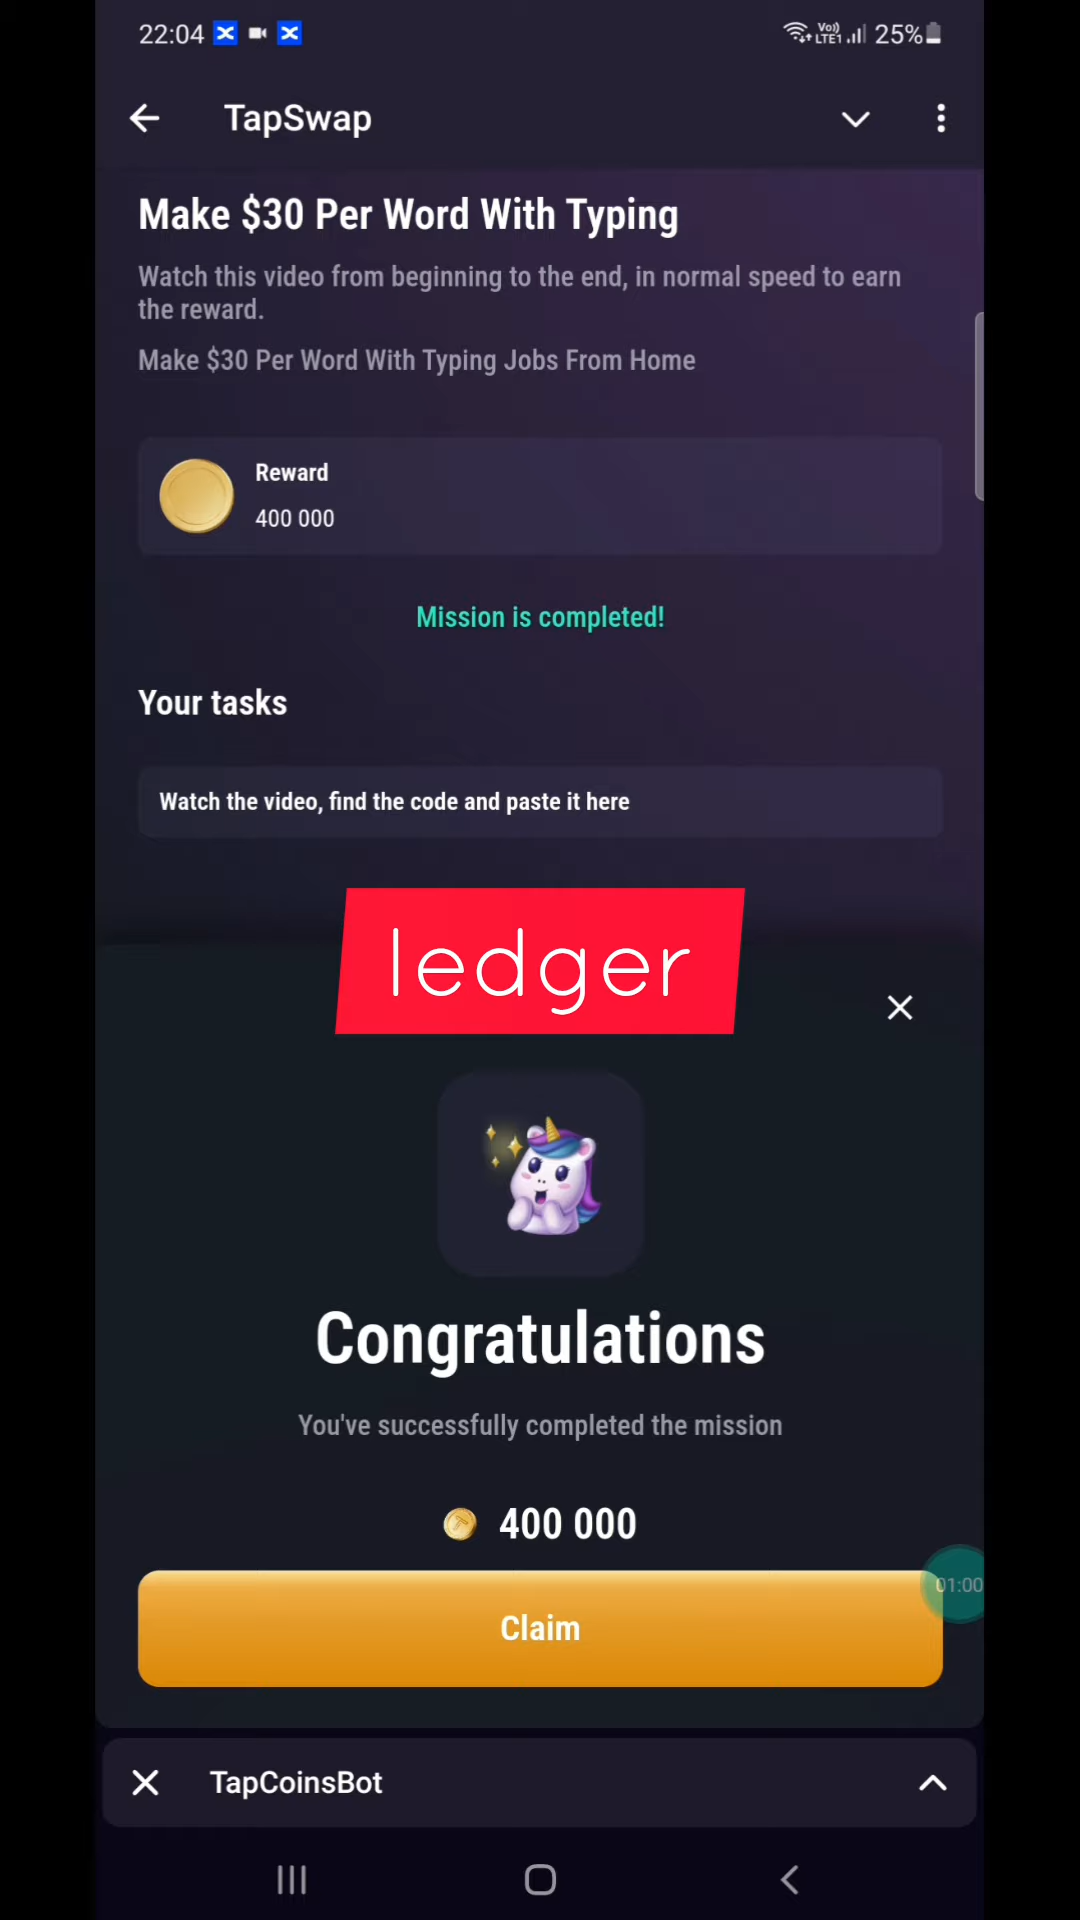 22:04
Vo)) LTE1 25%
TapSwap
Make $30 Per Word With Typing
Watch this video from beginning to the end, in normal speed to earn
the reward.
Make $30 Per Word With Typing Jobs From Home
Reward
400 000
Mission is completed!
Your tasks
Watch the video, find the code and paste it here
ledger
Congratulations
You've successfully completed the mission
400 000
01:00
Claim
TapCoinsBot